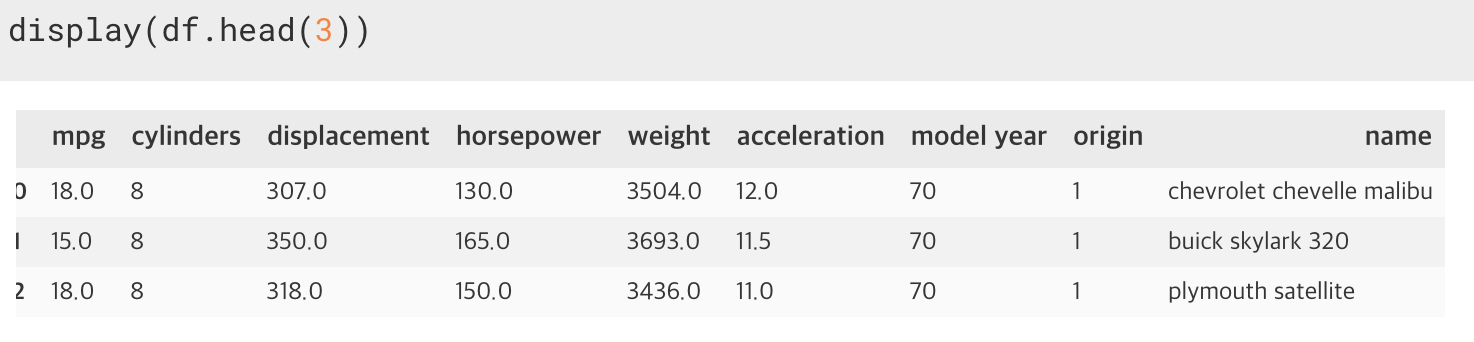 display(df.head(3))
mpg cylinders displacement horsepower weight acceleration model year origin name
0 18.0 8 307.0 130.0 3504.0 12.0 70 1 chevrolet chevelle malibu
1 15.0 8 350.0 165.0 3693.0 11.5 70 1 buick skylark 320
2 18.0 8 318.0 150.0 3436.0 11.0 70 1 plymouth satellite